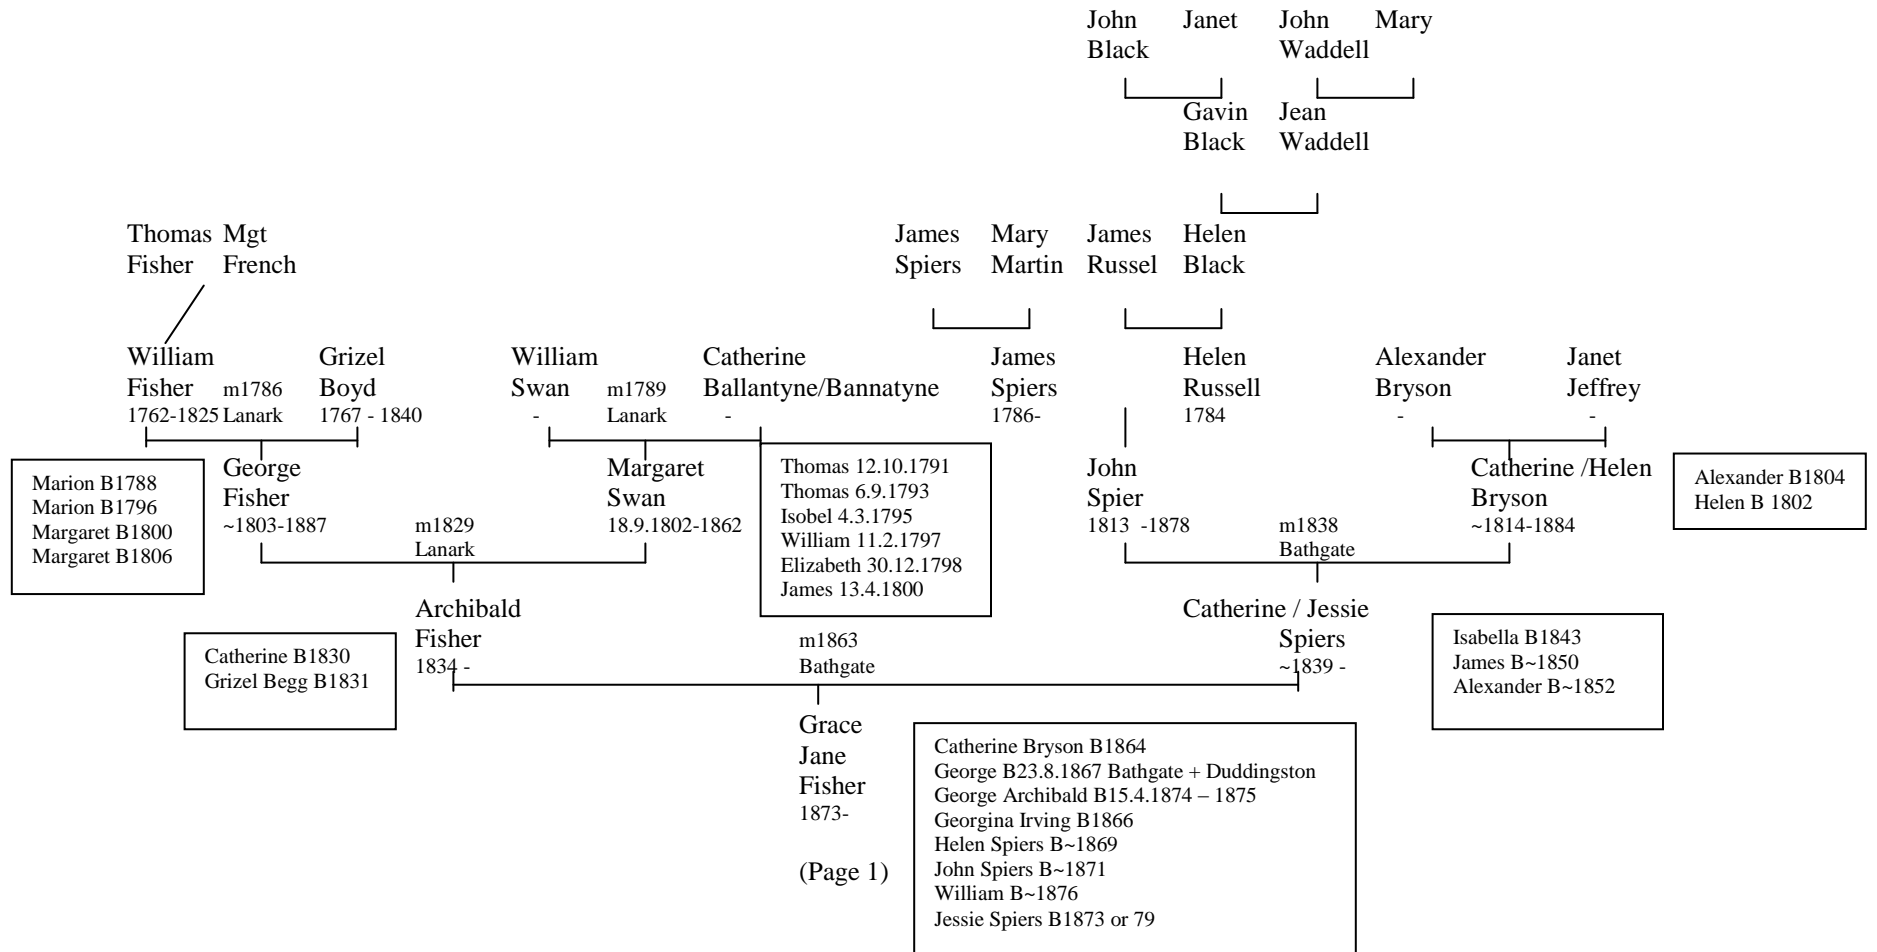 John Janet John Mary
Black Waddell
Gavin Jean
Black Waddell
Thomas Mgt James Mary James Helen
Fisher French Spiers Martin Russel Black
William Grizel William Catherine James Helen Alexander Janet
Fisher m1786 Boyd Swan m1789 Ballantyne/Bannatyne Spiers Russell Bryson Jeffrey
1762-1825 Lanark 1767 - 1840 - Lanark - 1786- 1784 - -
Marion B1788
Marion B1796
Margaret B1800
Margaret B1806
George
Fisher
~1803-1887
m1829
Lanark
Margaret
Swan
18.9.1802-1862
Thomas 12.10.1791
Thomas 6.9.1793
Isobel 4.3.1795
William 11.2.1797
Elizabeth 30.12.1798
James 13.4.1800
John
Spier
1813 -1878
m1838
Bathgate
Catherine /Helen
Bryson
~1814-1884
Alexander B1804
Helen B 1802
Catherine B1830
Grizel Begg B1831
Archibald
Fisher
1834 -
m1863
Bathgate
Catherine / Jessie
Spiers
~1839 -
Isabella B1843
James B~1850
Alexander B~1852
Grace
Jane
Fisher
1873-
(Page 1)
Catherine Bryson B1864
George B23.8.1867 Bathgate + Duddingston
George Archibald B15.4.1874 – 1875
Georgina Irving B1866
Helen Spiers B~1869
John Spiers B~1871
William B~1876
Jessie Spiers B1873 or 79